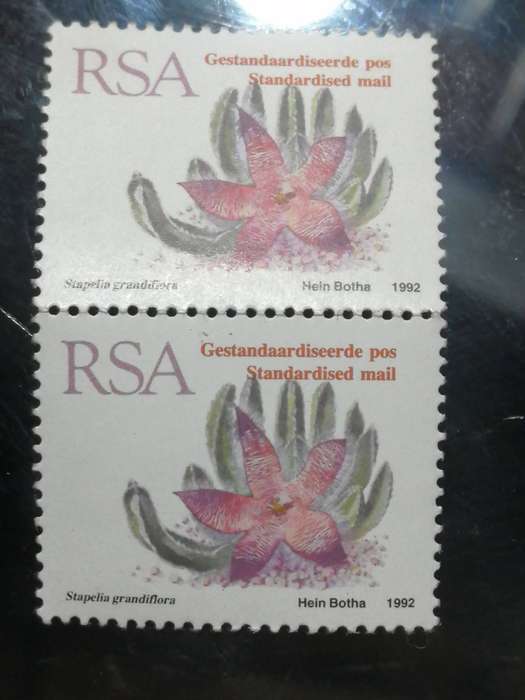 RSA
Gestandaardiseerde pos
Standardised mail
Stapelia grandiflora
Hein Botha 1992
RSA
Gestandaardiseerde pos
Standardised mail
Stapelia grandiflora
Hein Botha 1992